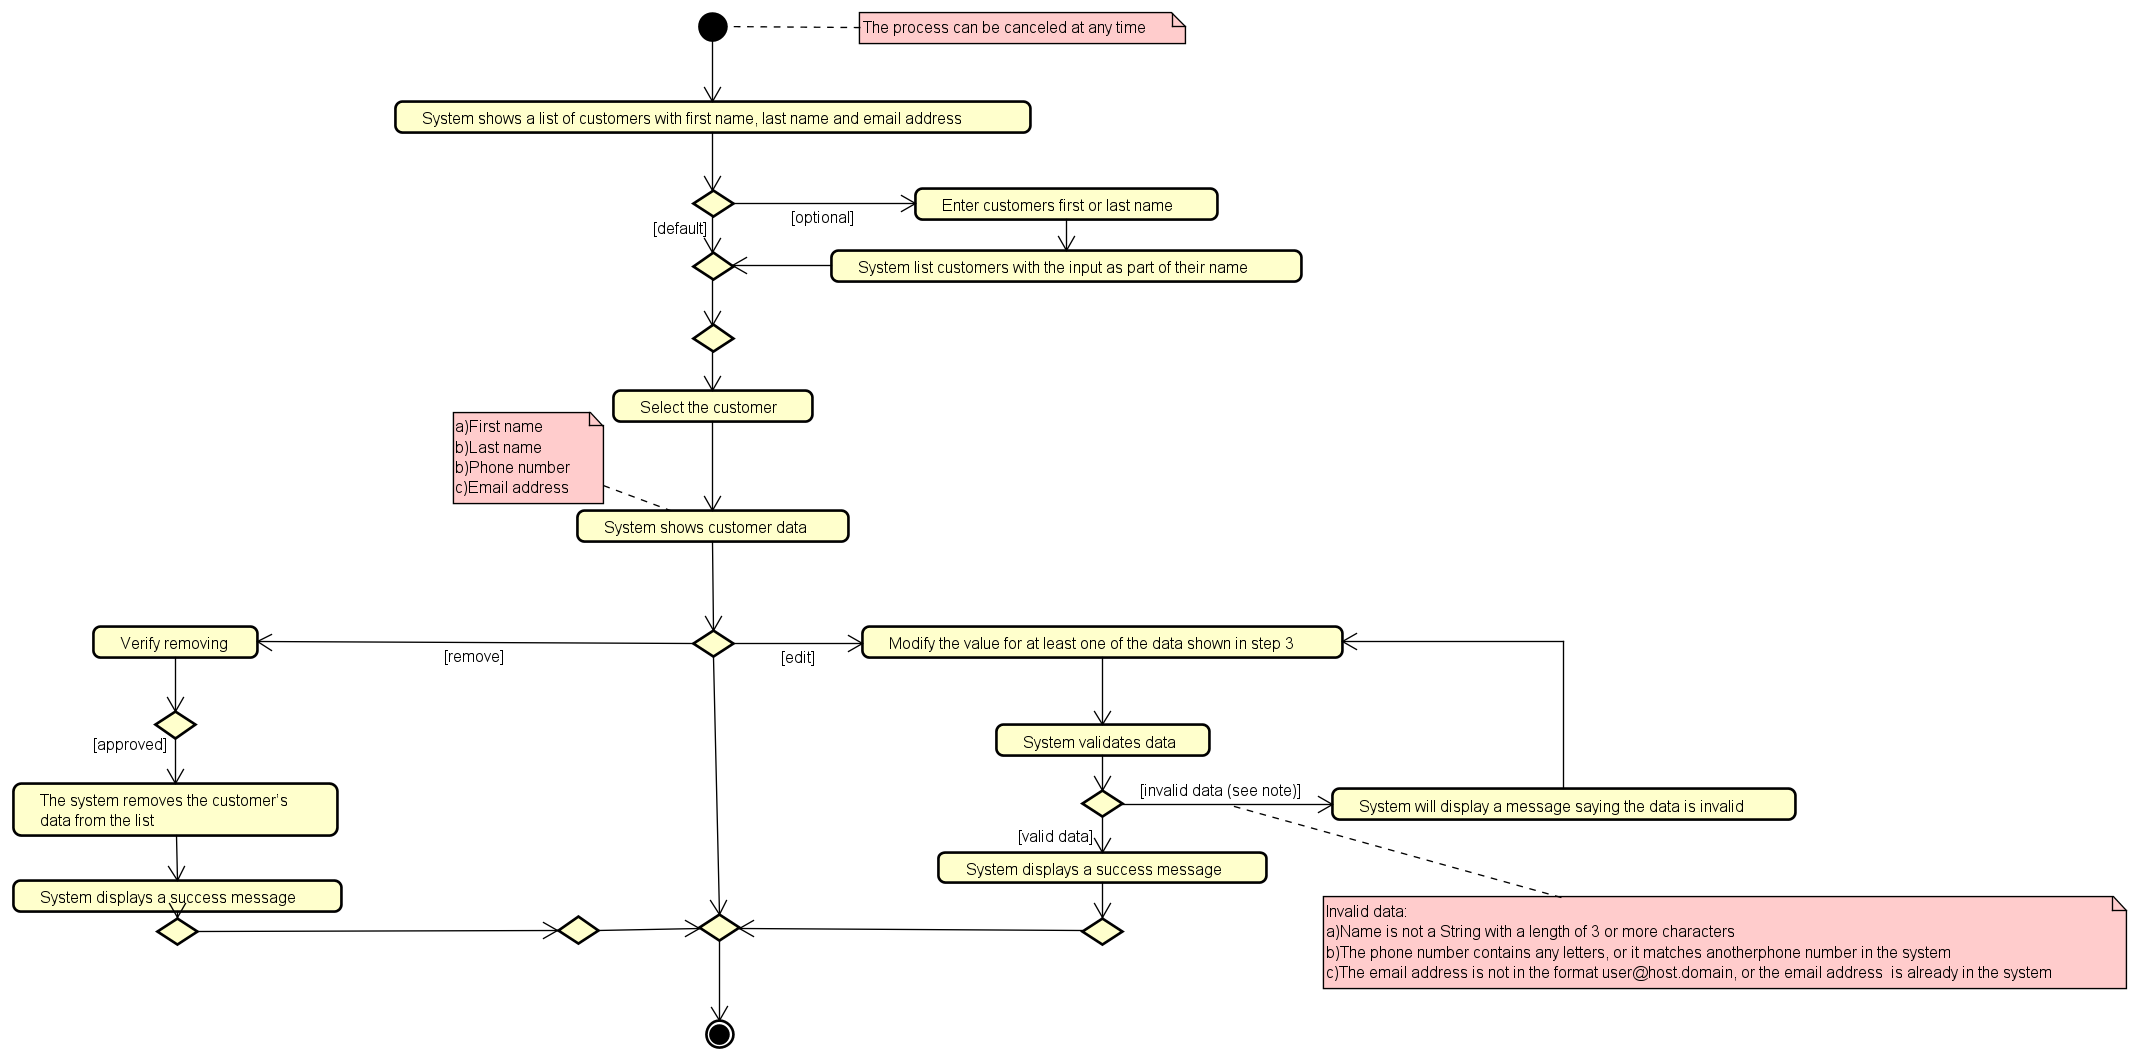 The process can be canceled at any time
System shows a list of customers with first name, last name and email address
[optional]
Enter customers first or last name
[default]
System list customers with the input as part of their name
Select the customer
a)First name
b)Last name
b)Phone number
c)Email address
System shows customer data
Verify removing
[remove]
[edit]
Modify the value for at least one of the data shown in step 3
[approved]
System validates data
The system removes the customer's
data from the list
[invalid data (see note)]
System will display a message saying the data is invalid
[valid data]
System displays a success message
System displays a success message
Invalid data:
a)Name is not a String with a length of 3 or more characters
b)The phone number contains any letters, or it matches anotherphone number in the system
c)The email address is not in the format user@host.domain, or the email address  is already in the system